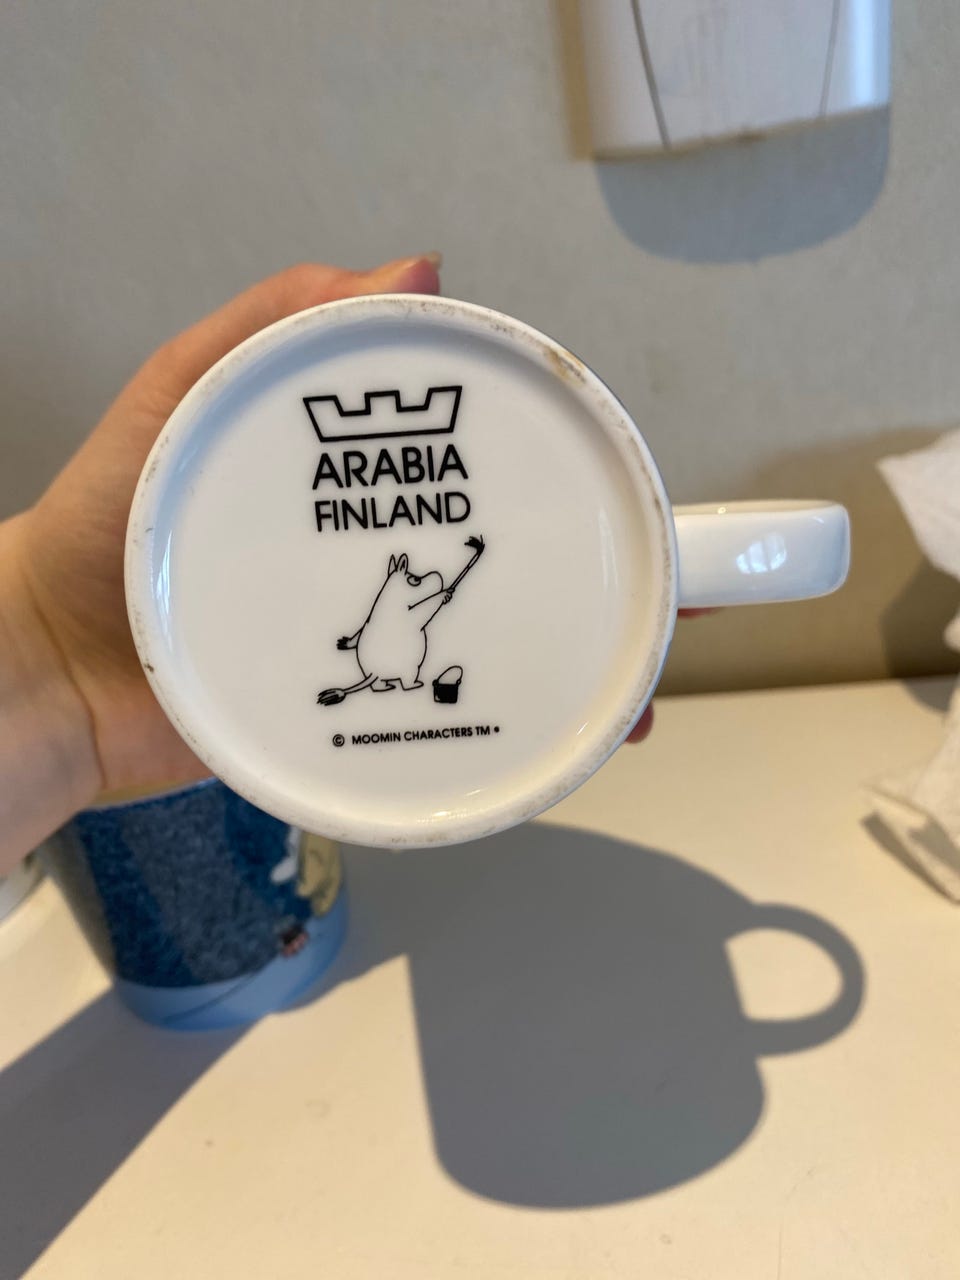 ARABIA
FINLAND
© MOOMIN CHARACTERS TM •